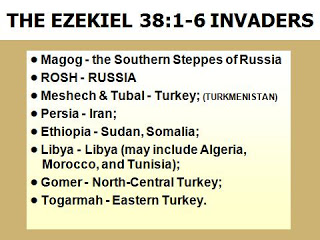 THE EZEKIEL 38:1-6 INVADERS
● Magog - the Southern Steppes of Russia
● ROSH - RUSSIA
● Meshech & Tubal - Turkey; (TURKMENISTAN)
● Persia - Iran;
● Ethiopia - Sudan, Somalia;
● Libya - Libya (may include Algeria,
Morocco, and Tunisia);
● Gomer - North-Central Turkey;
● Togarmah - Eastern Turkey.